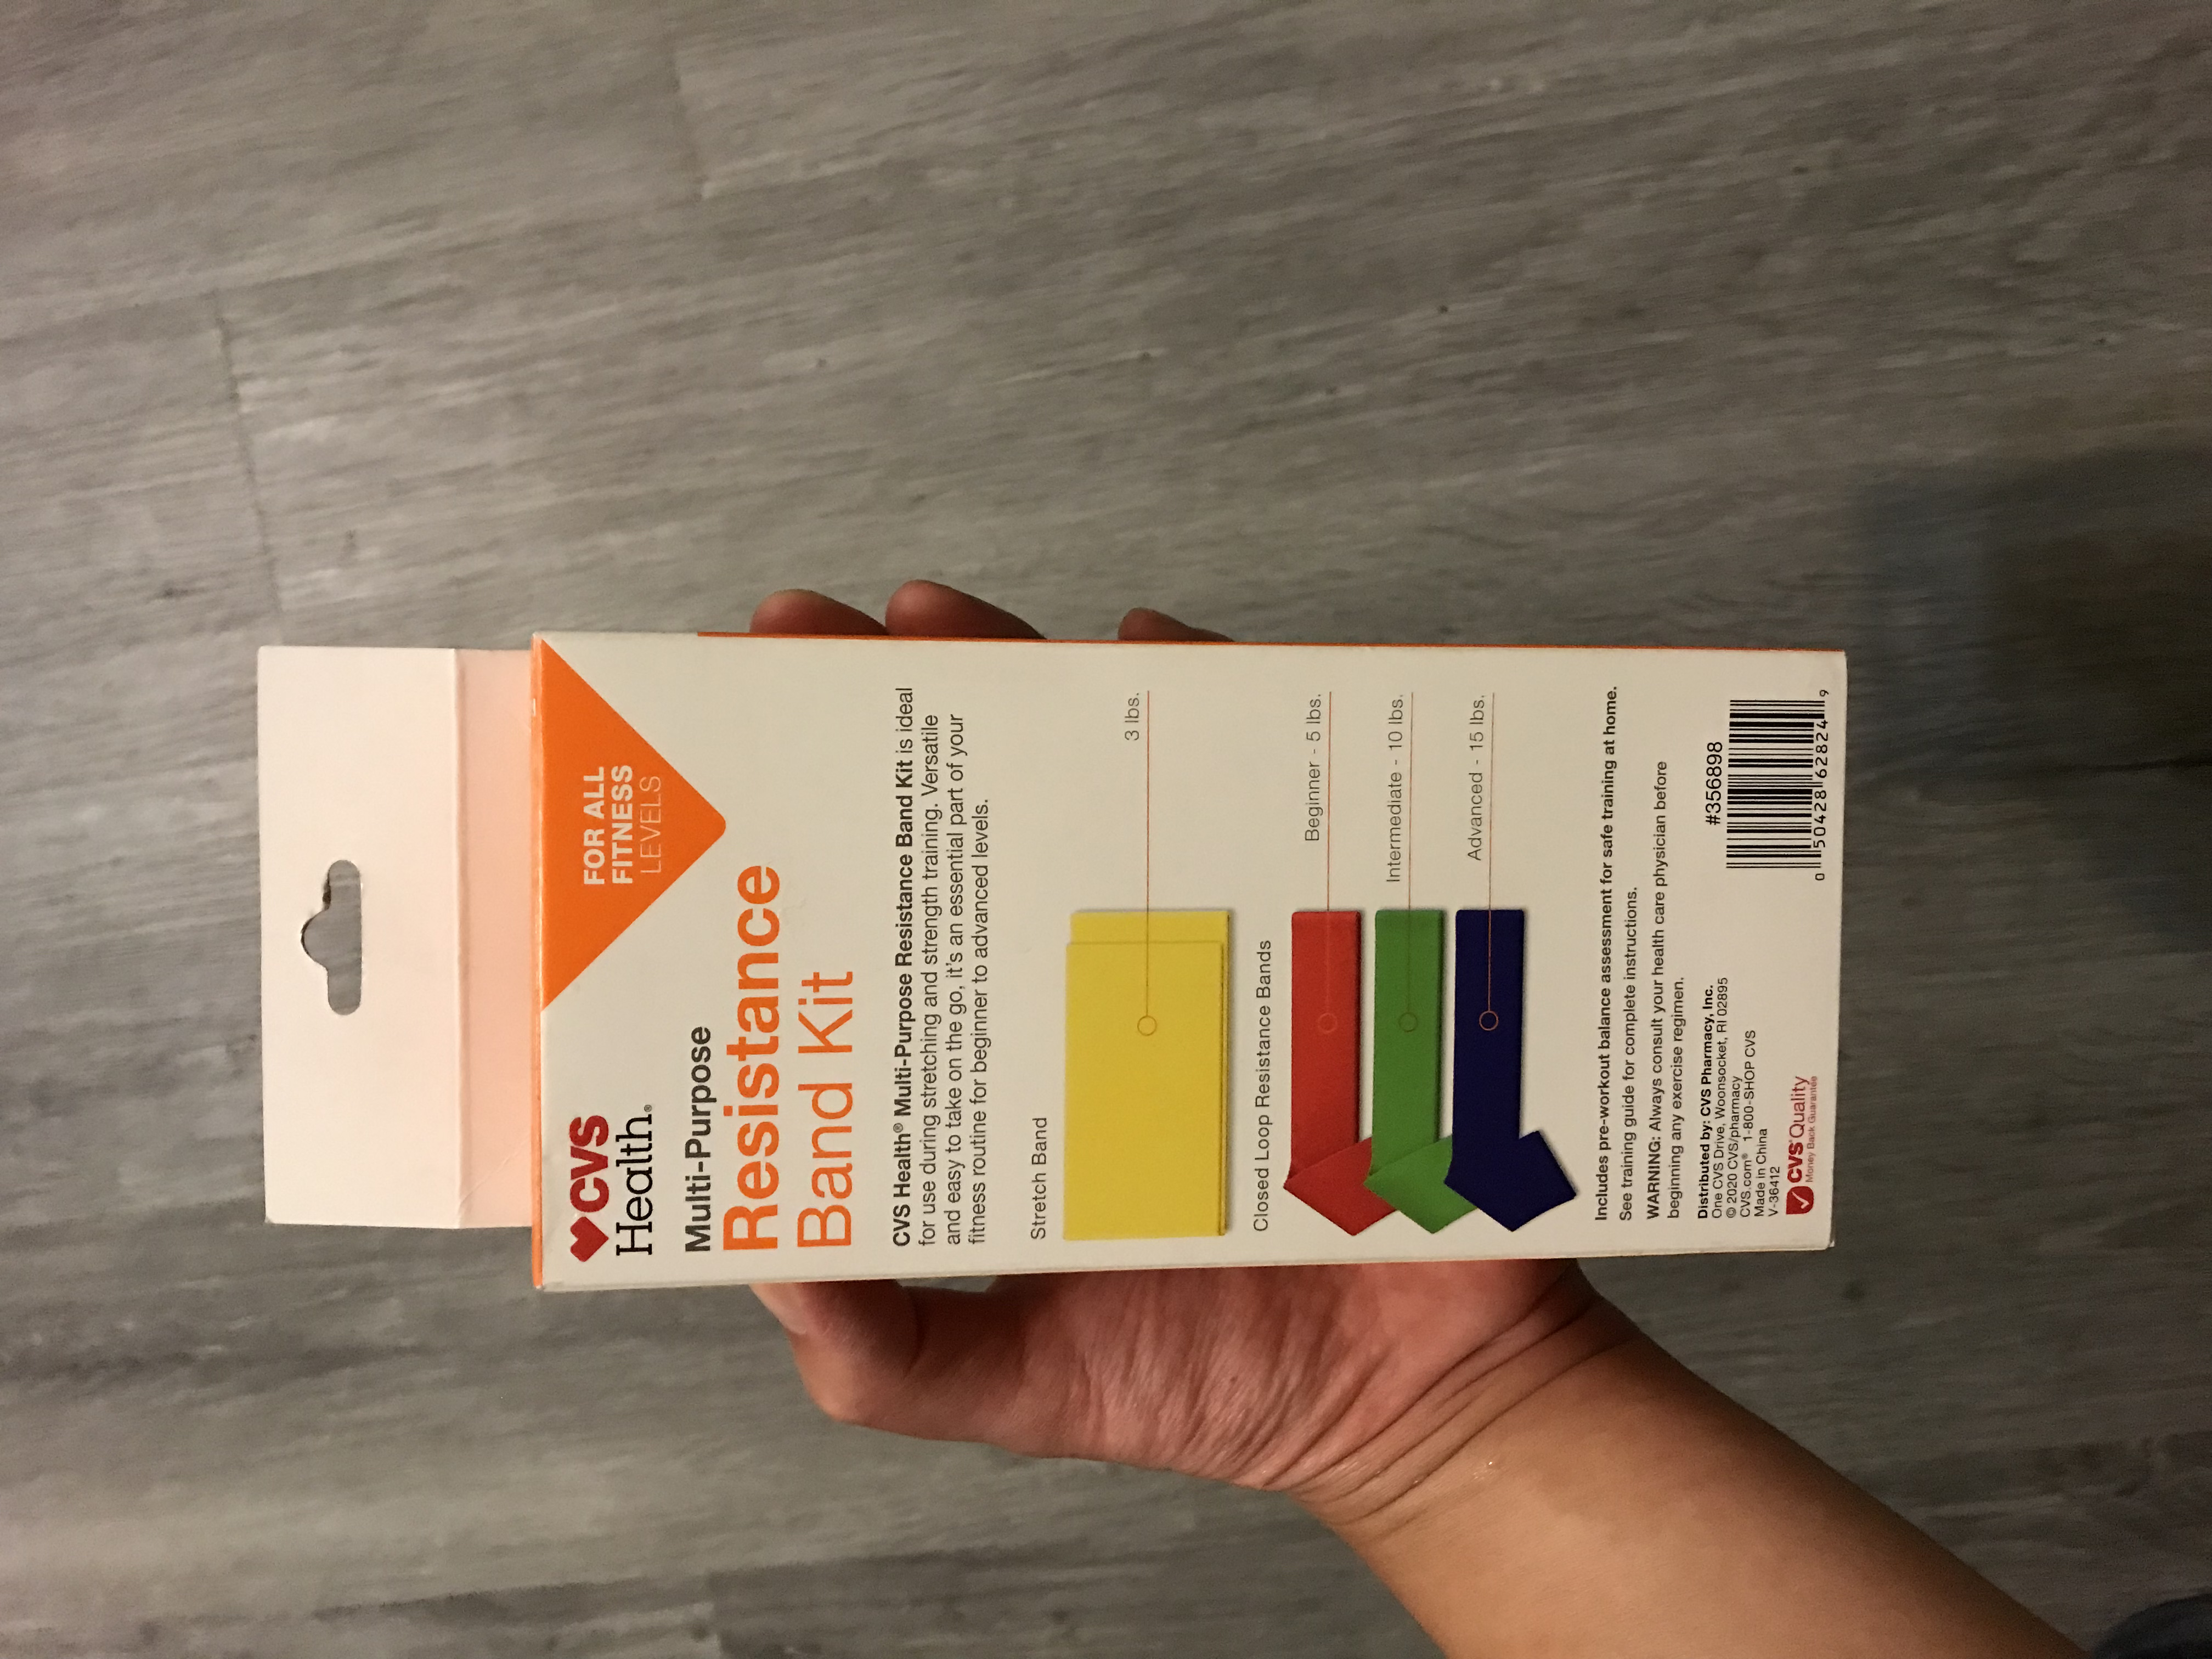 CVS
Health®
FOR ALL
FITNESS
LEVELS
Multi-Purpose
Resistance
Band Kit
CVS Health® Multi-Purpose Resistance Band Kit is ideal
for use during stretching and strength training. Versatile
and easy to take on the go, it's an essential part of your
fitness routine for beginner to advanced levels.
Stretch Band
3 lbs.
Closed Loop Resistance Bands
Beginner - 5 lbs.
Intermediate - 10 lbs.
Advanced - 15 lbs.
Includes pre-workout balance assessment for safe training at home.
See training guide for complete instructions.
WARNING: Always consult your health care physician before
beginning any exercise regimen.
Distributed by: CVS Pharmacy, Inc.
One CVS Drive, Woonsocket, RI 02895
© 2020 CVS/pharmacy
CVS.com® 1-800-SHOP CVS
Made in China
V-36412
CVS Quality
Money Back Guarantee
#356898
0 50428 62824 9